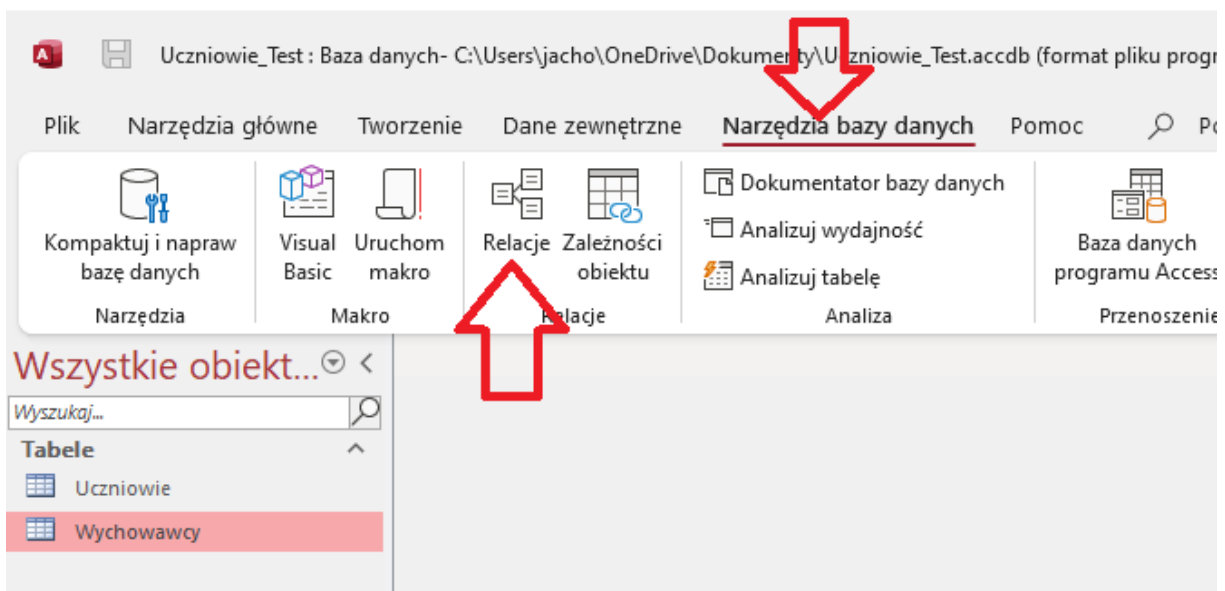 Uczniowie_Test : Baza danych- C:\Users\jacho\OneDrive\Dokumenty\Uczniowie_Test.accdb (format pliku progr
Plik Narzędzia główne Tworzenie Dane zewnętrzne Narzędzia bazy danych Pomoc
Kompaktuj i napraw
bazę danych
Visual
Basic
Uruchom
makro
Relacje
Zależności
obiektu
Dokumentator bazy danych
Analizuj wydajność
Analizuj tabelę
Baza danych
programu Access
Narzędzia Makro Relacje Analiza Przenoszenie
Wszystkie obiekt...
Wyszukaj...
Tabele
Uczniowie
Wychowawcy